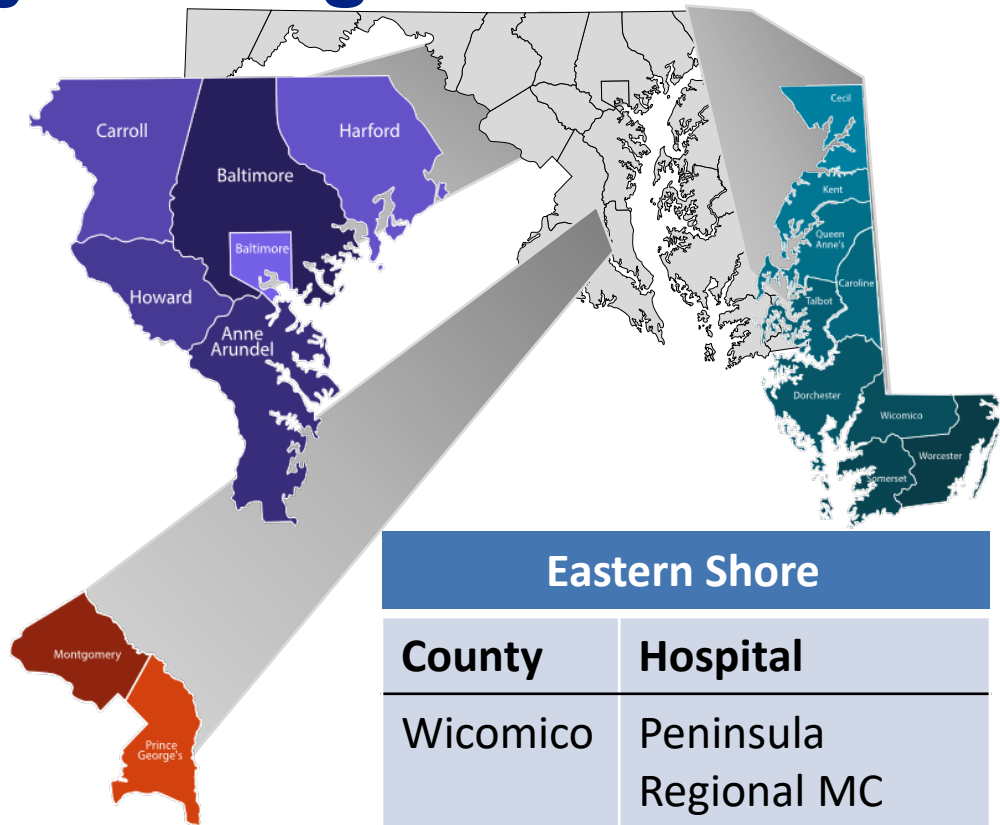 Carroll
Harford
Baltimore
Baltimore
Howard
Anne
Arundel
Cecil
Kent
Queen
Anne's
Caroline
Talbot
Dorchester
Wicomico
Worcester
Somerset
Montgomery
Prince
George's
Eastern Shore
County Hospital
Wicomico Peninsula
Regional MC